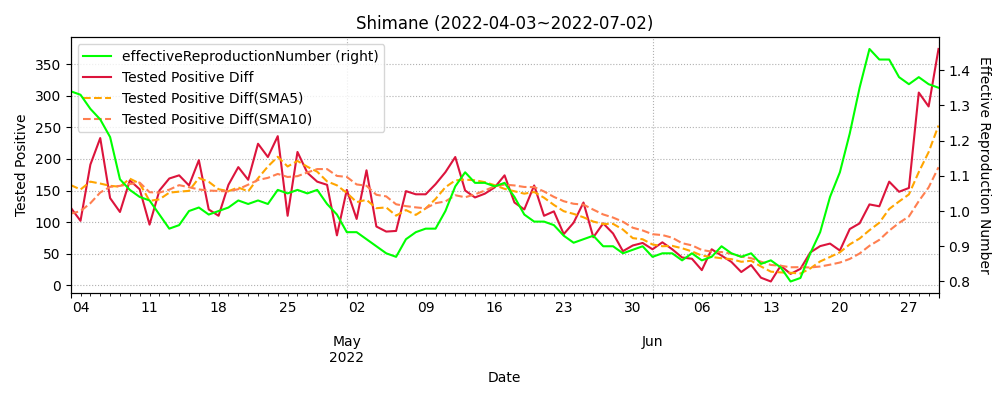 Shimane (2022-04-03~2022-07-02)
effectiveReproductionNumber (right)
Tested Positive Diff
Tested Positive Diff(SMA5)
Tested Positive Diff(SMA10)
Tested Positive
350
300
250
200
150
100
50
0
1.4
1.3
1.2
1.1
1.0
0.9
0.8
Effective Reproduction Number
04 11 18 25 02 09 16 23 30 06 13 20 27
May Jun
2022
Date